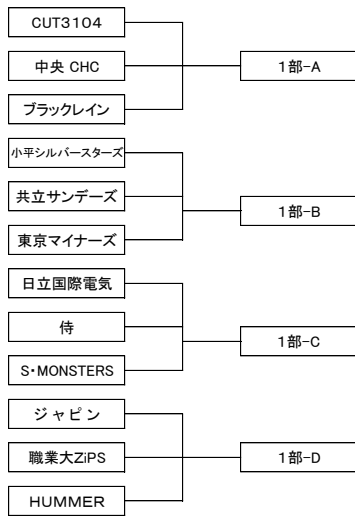 CUT3104
中央 CHC
1部-A
ブラックレイン
小平シルバースターズ
共立サンデーズ
1部-B
東京マイナーズ
日立国際電気
侍
1部-C
S・MONSTERS
ジャピン
職業大ZiPS
1部-D
HUMMER